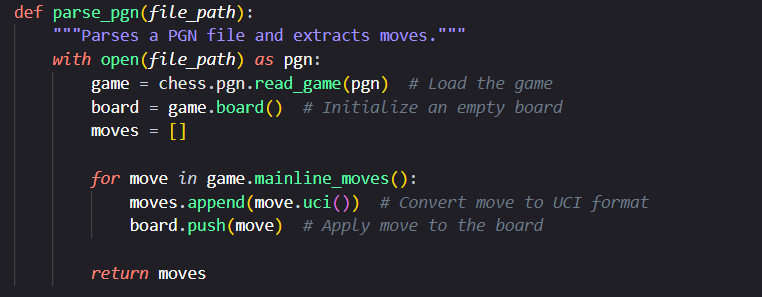 def parse_pgn(file_path):
    """Parses a PGN file and extracts moves."""
    with open(file_path) as pgn:
        game = chess.pgn.read_game(pgn)  # Load the game
        board = game.board()  # Initialize an empty board
        moves = []

        for move in game.mainline_moves():
            moves.append(move.uci())  # Convert move to UCI format
            board.push(move)  # Apply move to the board

        return moves